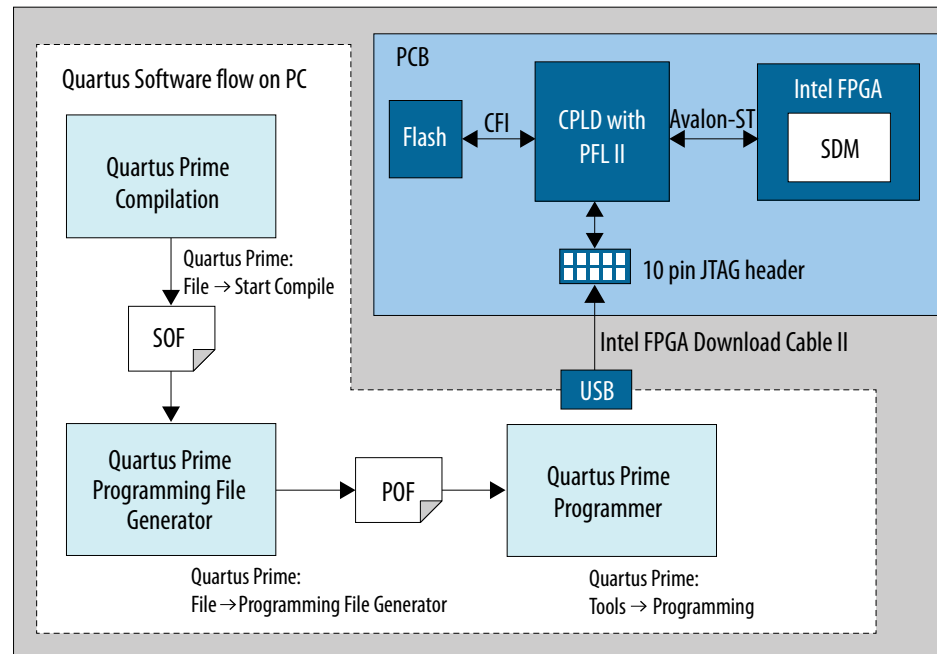 Quartus Software flow on PC
Quartus Prime
Compilation
Quartus Prime:
File → Start Compile
SOF
Quartus Prime
Programming File
Generator
Quartus Prime:
File → Programming File Generator
POF
Quartus Prime
Programmer
Quartus Prime:
Tools → Programming
PCB
Flash
CFI
CPLD with
PFL II
Avalon-ST
Intel FPGA
SDM
10 pin JTAG header
Intel FPGA Download Cable II
USB